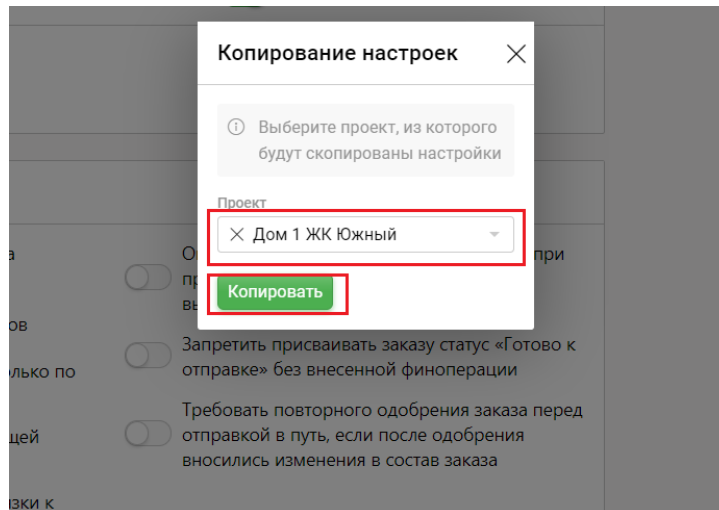 Копирование настроек
Выберите проект, из которого
будут скопированы настройки
Проект
Дом 1 ЖК Южный
Копировать
при
ов
Запретить присваивать заказу статус «Готово к
отправке» без внесенной финоперации
олько по
Требовать повторного одобрения заказа перед
отправкой в путь, если после одобрения
вносились изменения в состав заказа
щей
зки к